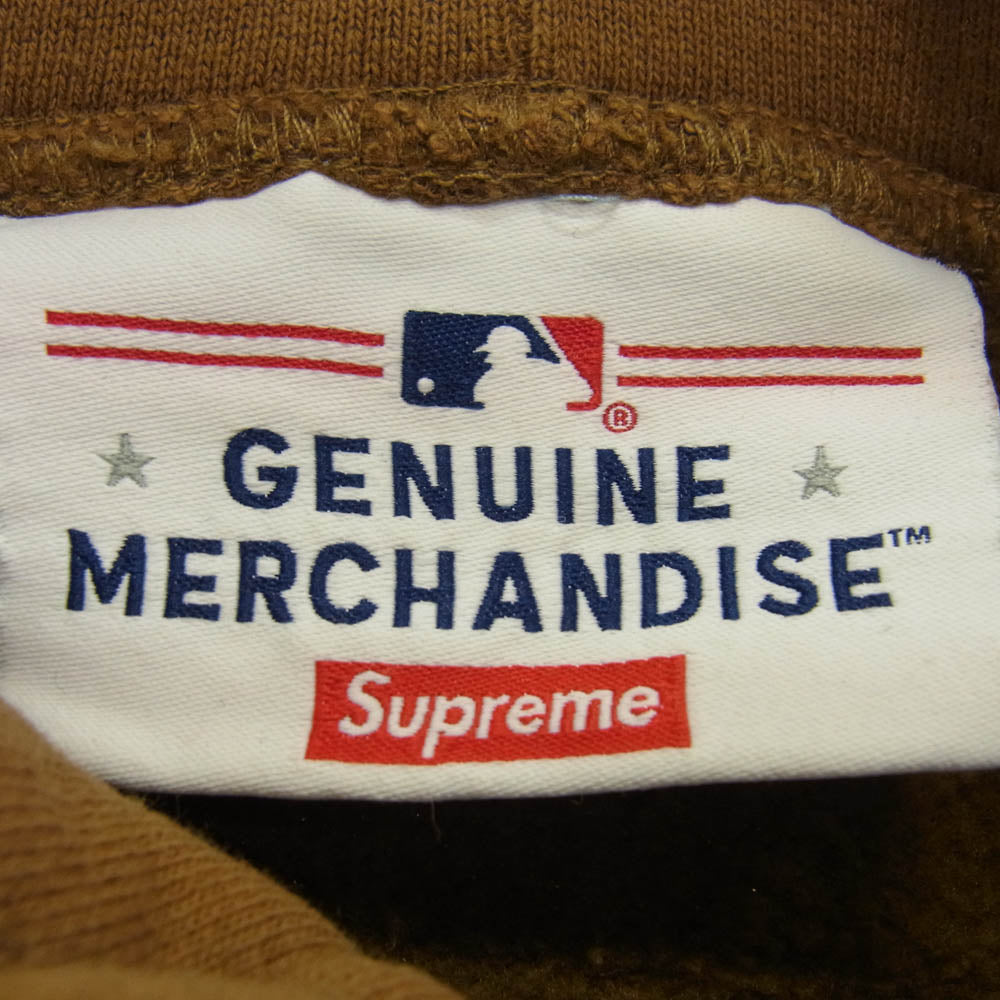 ®
GENUINE
MERCHANDISE™
Supreme